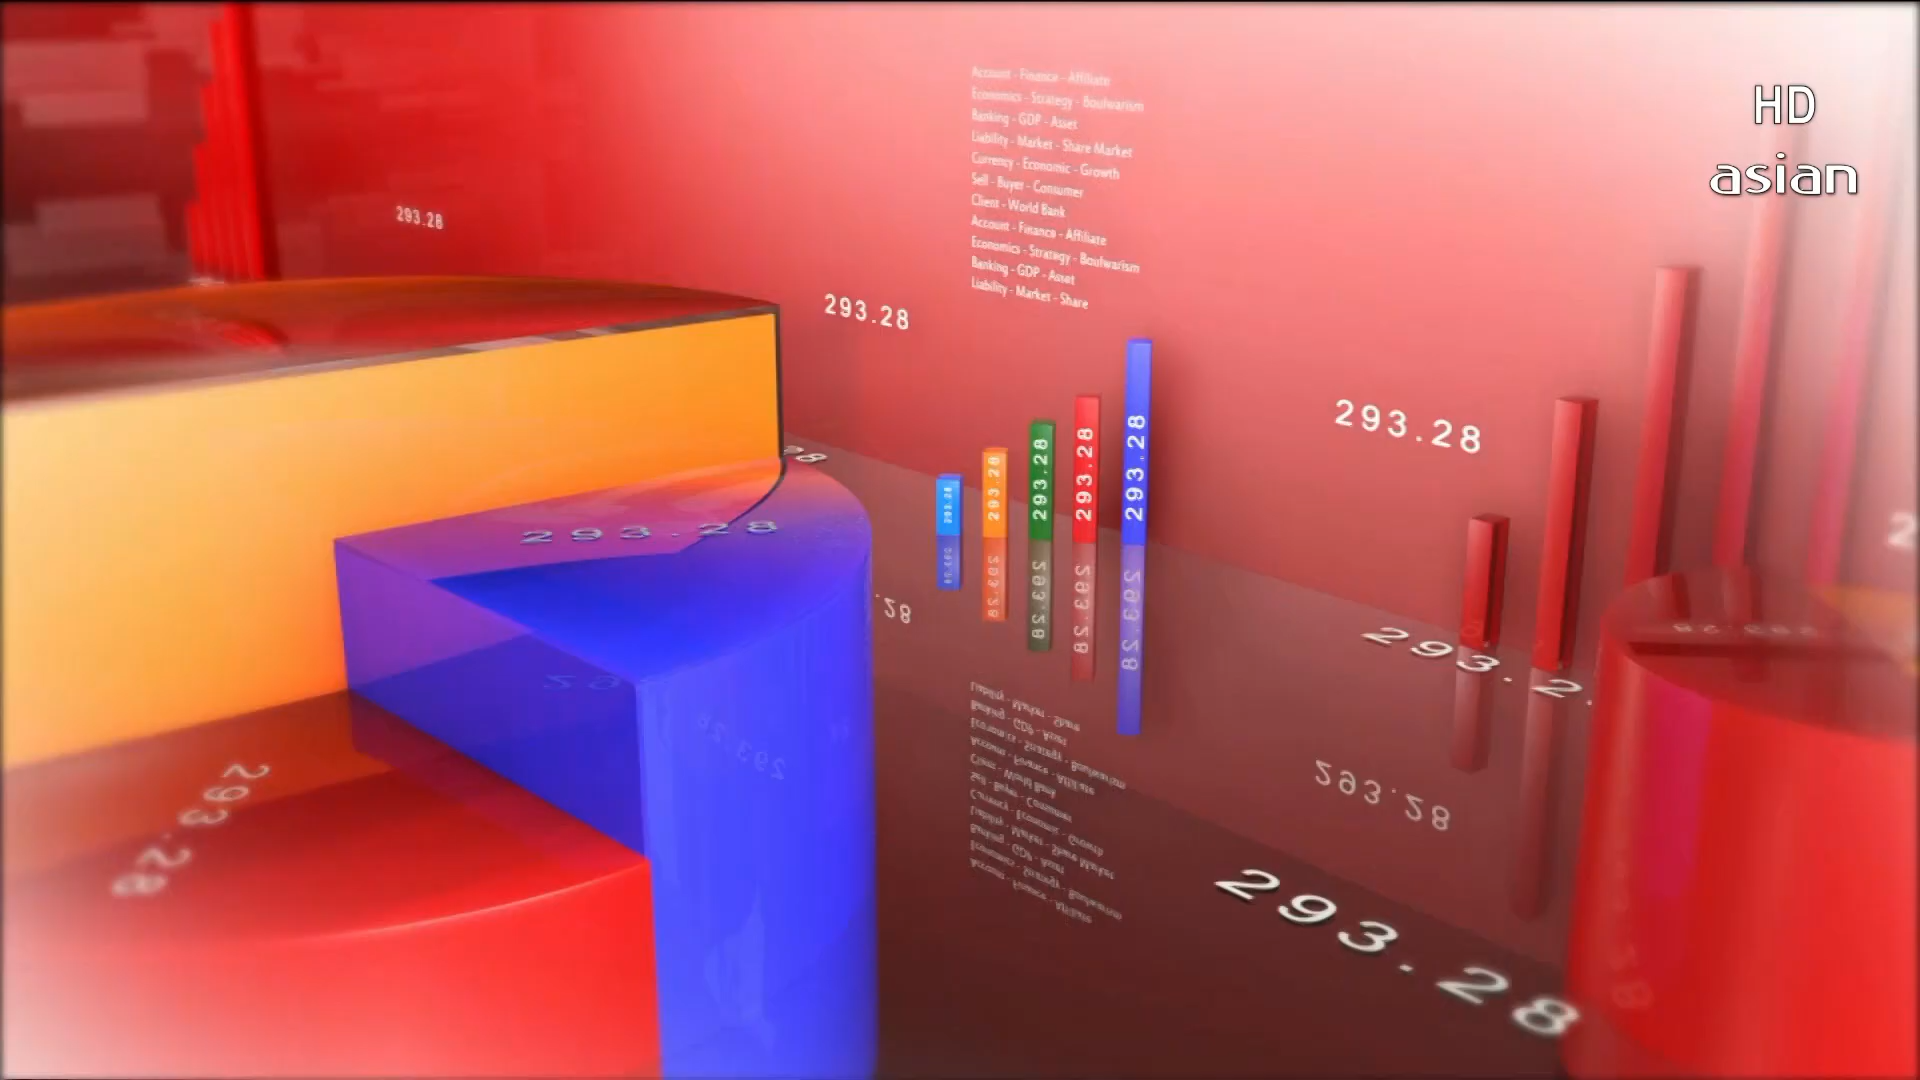 HD
asian
Account - Finance - Affiliate
Economics - Strategy - Boulwarism
Banking - GDP - Asset
Liability - Market - Share Market
Currency - Economic - Growth
Sell - Buyer - Consumer
Client - World Bank
Account - Finance - Affiliate
Economics - Strategy - Boulwarism
Banking - GDP - Asset
Liability - Market - Share
293.28
293.28
293.28
293.28
293.28
293.28
293.28
293.28
293.28
293.2
293.28
293.28